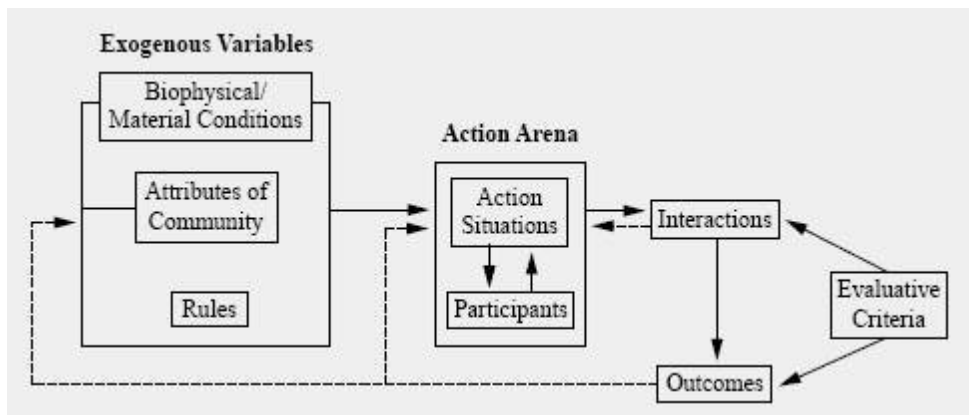 Exogenous Variables
Biophysical/
Material Conditions
Attributes of
Community
Rules
Action Arena
Action
Situations
Participants
Interactions
Evaluative
Criteria
Outcomes